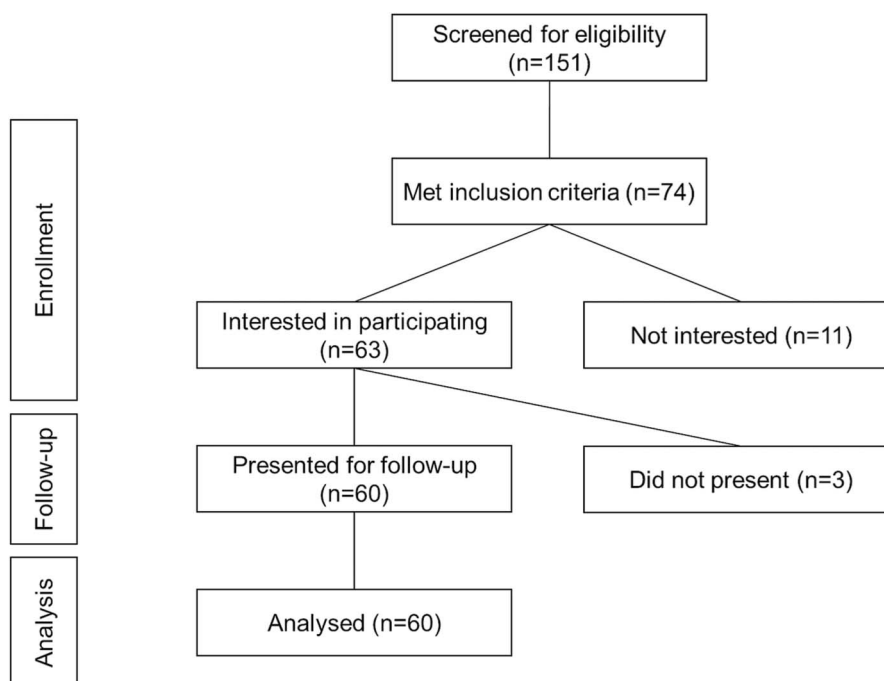 Screened for eligibility
(n=151)
Enrollment
Met inclusion criteria (n=74)
Interested in participating
(n=63)
Not interested (n=11)
Follow-up
Presented for follow-up
(n=60)
Did not present (n=3)
Analysis
Analysed (n=60)